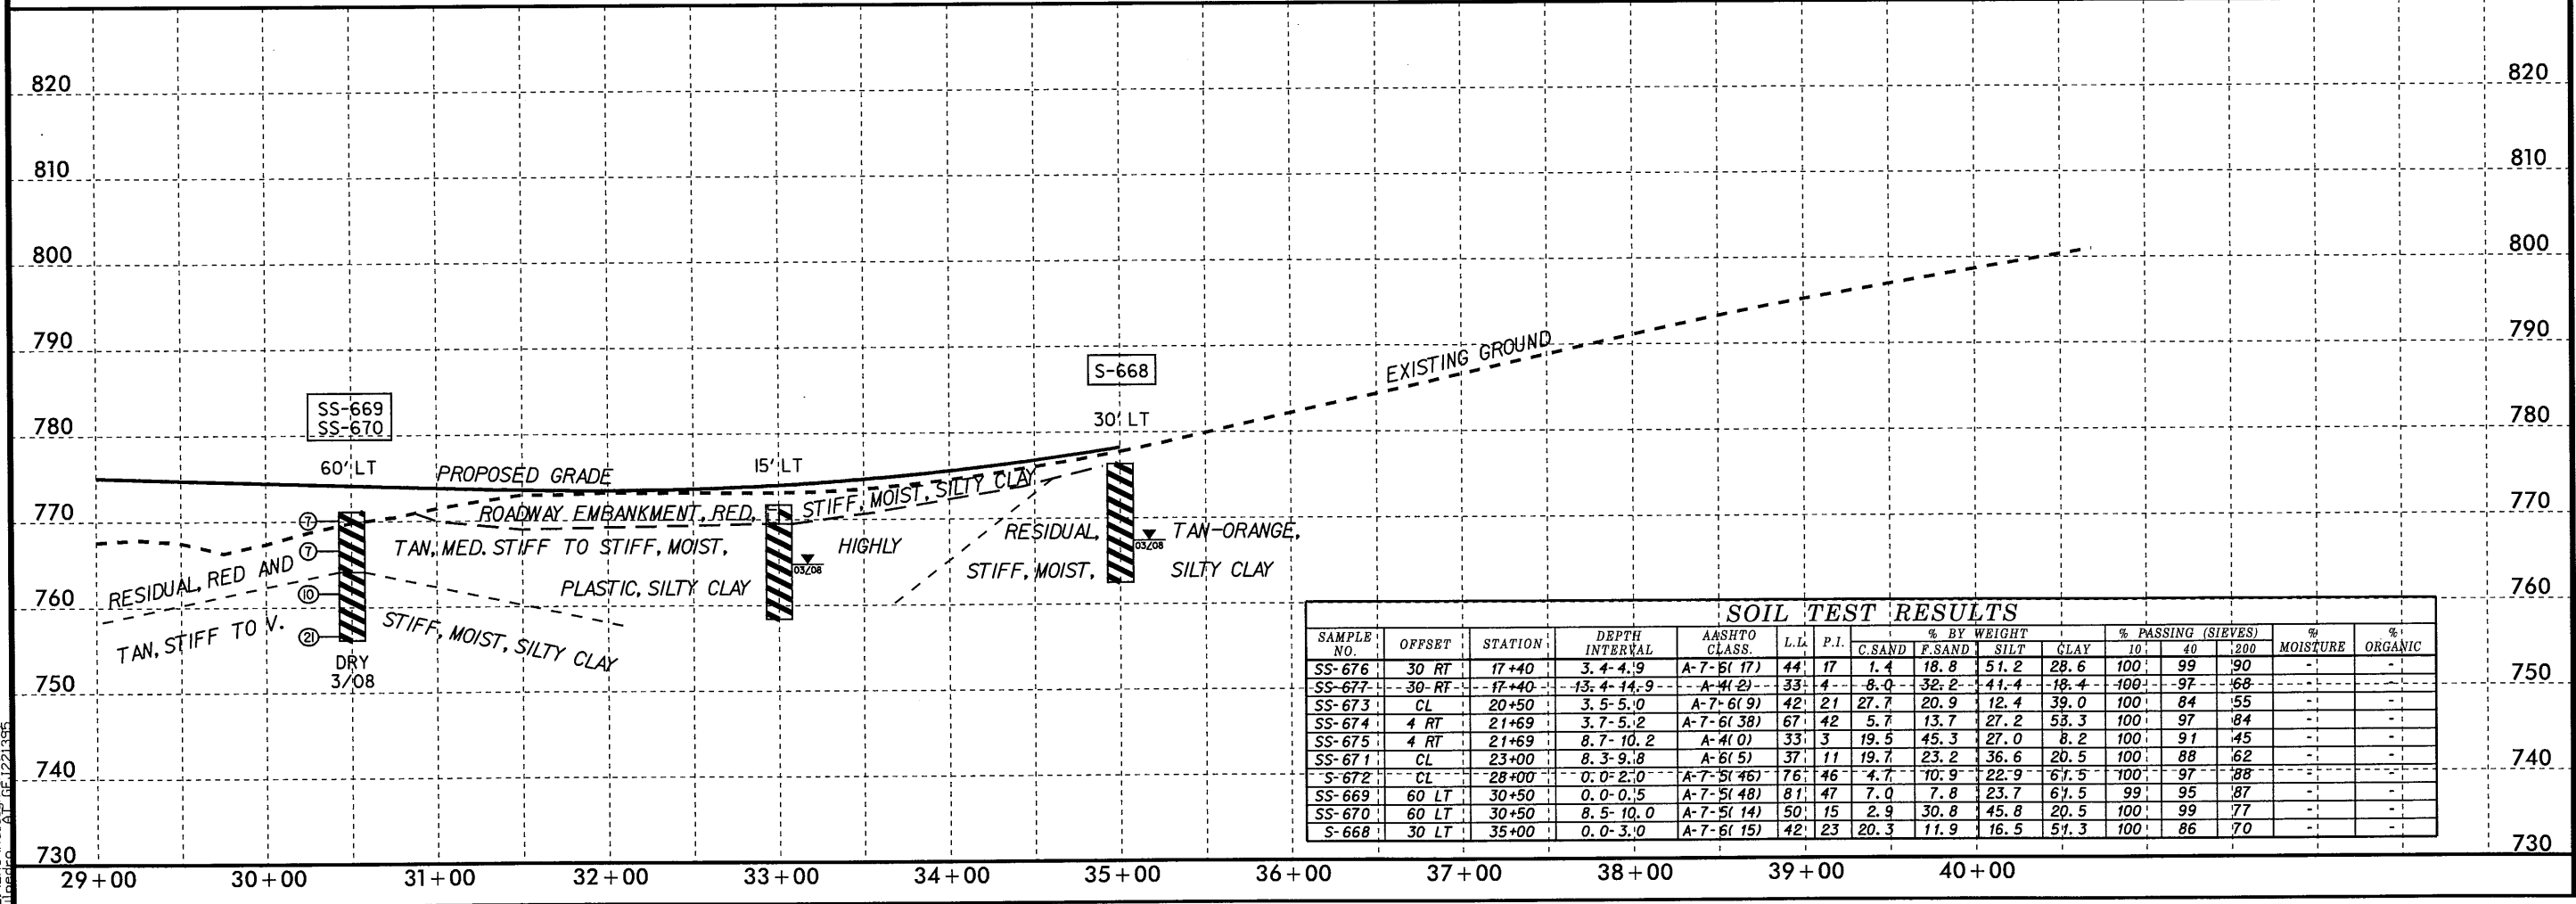 820 820
810 810
800 800
790 790
780 780
770 770
760 760
750 750
740 740
730 730
SS-669
SS-670
60' LT
PROPOSED GRADE
15' LT
S-668
30' LT
EXISTING GROUND
ROADWAY EMBANKMENT, RED, STIFF, MOIST, SILTY CLAY
RESIDUAL, RED AND TAN, MED. STIFF TO STIFF, MOIST, HIGHLY
PLASTIC, SILTY CLAY
RESIDUAL, TAN-ORANGE,
STIFF, MOIST, SILTY CLAY
TAN, STIFF TO V. STIFF, MOIST, SILTY CLAY
7
7
10
21
03/08
03/08
DRY
3/08
SOIL TEST RESULTS
SAMPLE NO. OFFSET STATION DEPTH INTERVAL AASHTO CLASS. L.L. P.I. % BY WEIGHT % PASSING (SIEVES) % MOISTURE % ORGANIC
C.SAND F.SAND SILT CLAY 10 40 200
SS-676 30 RT 17+40 3.4-4.9 A-7-6(17) 44 17 1.4 18.8 51.2 28.6 100 99 90 - -
SS-677 30 RT 17+40 13.4-14.9 A-4(2) 33 4 8.0 32.2 41.4 18.4 100 97 68 - -
SS-673 CL 20+50 3.5-5.0 A-7-6(9) 42 21 27.7 20.9 12.4 39.0 100 84 55 - -
SS-674 4 RT 21+69 3.7-5.2 A-7-6(38) 67 42 5.7 13.7 27.2 53.3 100 97 84 - -
SS-675 4 RT 21+69 8.7-10.2 A-4(0) 33 3 19.5 45.3 27.0 8.2 100 91 45 - -
SS-671 CL 23+00 8.3-9.8 A-6(5) 37 11 19.7 23.2 36.6 20.5 100 88 62 - -
S-672 CL 28+00 0.0-2.0 A-7-5(46) 76 46 4.7 10.9 22.9 61.5 100 97 88 - -
SS-669 60 LT 30+50 0.0-0.5 A-7-5(48) 81 47 7.0 7.8 23.7 61.5 99 95 87 - -
SS-670 60 LT 30+50 8.5-10.0 A-7-5(14) 50 15 2.9 30.8 45.8 20.5 100 99 77 - -
S-668 30 LT 35+00 0.0-3.0 A-7-6(15) 42 23 20.3 11.9 16.5 51.3 100 86 70 - -
29+00 30+00 31+00 32+00 33+00 34+00 35+00 36+00 37+00 38+00 39+00 40+00